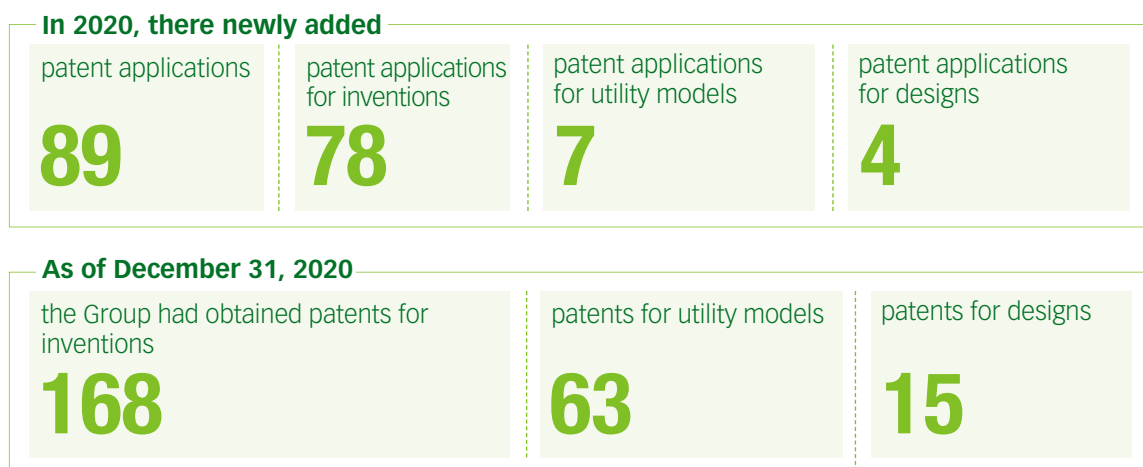 In 2020, there newly added
patent applications
89
patent applications
for inventions
78
patent applications
for utility models
7
patent applications
for designs
4
As of December 31, 2020
the Group had obtained patents for
inventions
168
patents for utility models
63
patents for designs
15